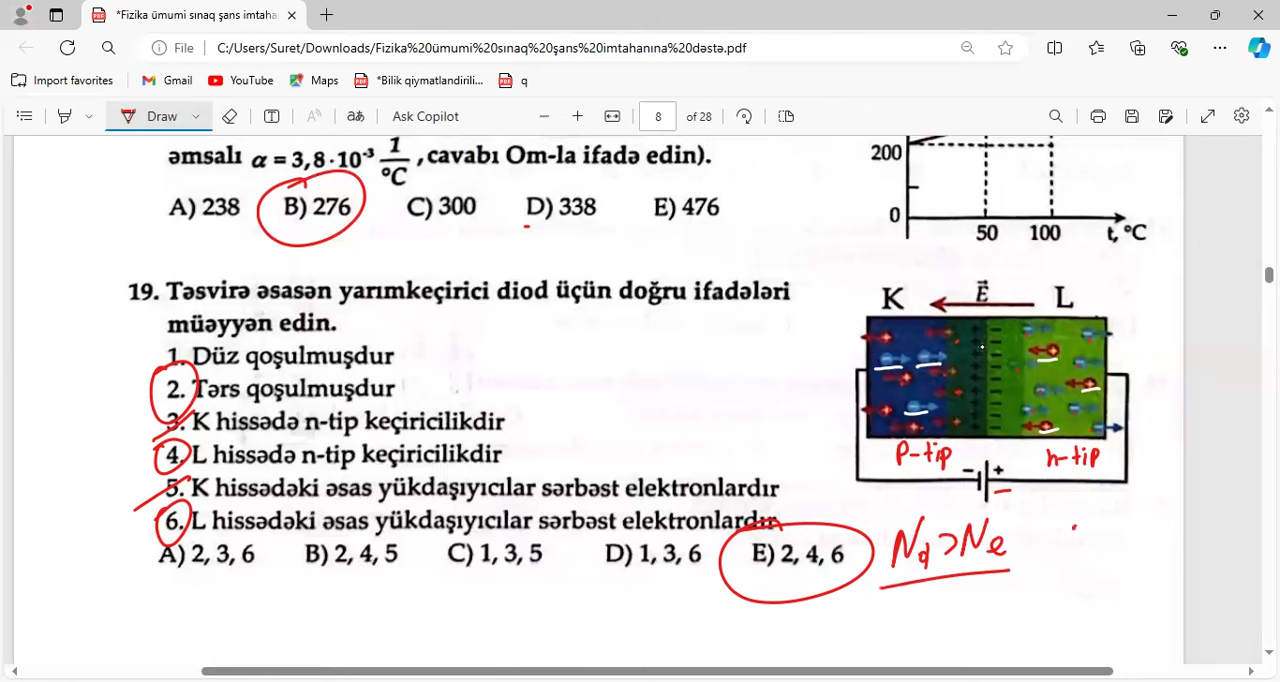 *Fizika ümumi sınaq şans imtaha
File
C:/Users/Suret/Downloads/Fizika%20ümumi%20sınaq%20şans%20imtahanına%20dəstə.pdf
Import favorites
Gmail
YouTube
Maps
*Bilik qiymatlandirili...
q
Draw
aあ
Ask Copilot
8 of 28
əmsalı α = 3,8·10⁻³ 1/°C, cavabı Om-la ifadə edin).
A) 238 B) 276 C) 300 D) 338 E) 476
200
0
50 100 t, °C
19. Təsvirə əsasən yarımkeçirici diod üçün doğru ifadələri
müəyyən edin.
1. Düz qoşulmuşdur
2. Tərs qoşulmuşdur
3. K hissədə n-tip keçiricilikdir
4. L hissədə n-tip keçiricilikdir
5. K hissədəki əsas yükdaşıyıcılar sərbəst elektronlardır
6. L hissədəki əsas yükdaşıyıcılar sərbəst elektronlardır
A) 2, 3, 6 B) 2, 4, 5 C) 1, 3, 5 D) 1, 3, 6 E) 2, 4, 6
K E L
P-tip n-tip
- +